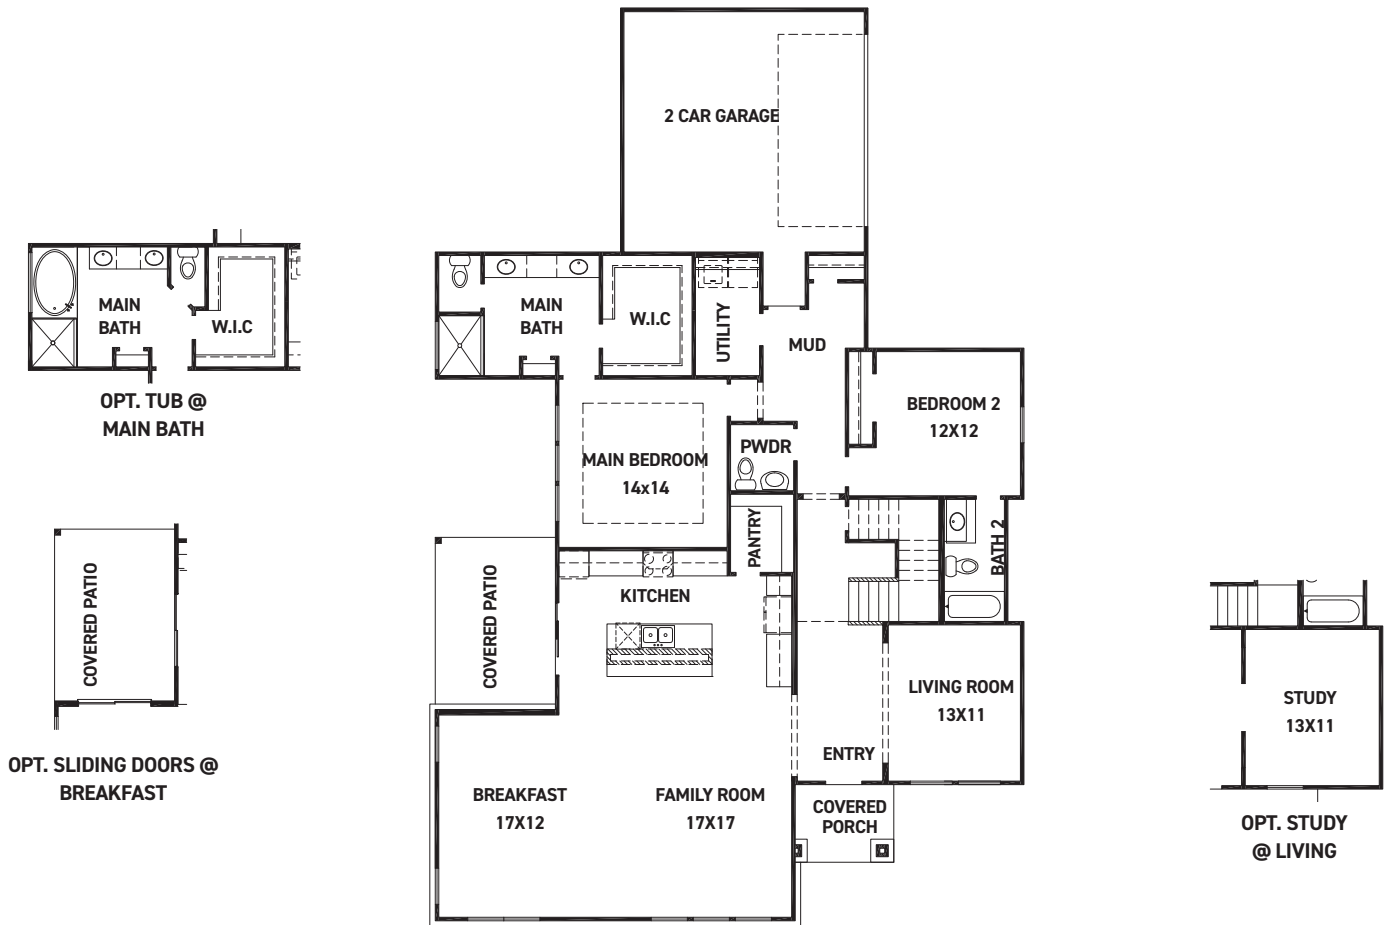 2 CAR GARAGE
MAIN
BATH
W.I.C
OPT. TUB @
MAIN BATH
MAIN
BATH
W.I.C
UTILITY
MUD
BEDROOM 2
12X12
MAIN BEDROOM
14x14
PWDR
PANTRY
BATH 2
COVERED PATIO
OPT. SLIDING DOORS @
BREAKFAST
COVERED PATIO
KITCHEN
LIVING ROOM
13X11
ENTRY
BREAKFAST
17X12
FAMILY ROOM
17X17
COVERED
PORCH
STUDY
13X11
OPT. STUDY
@ LIVING